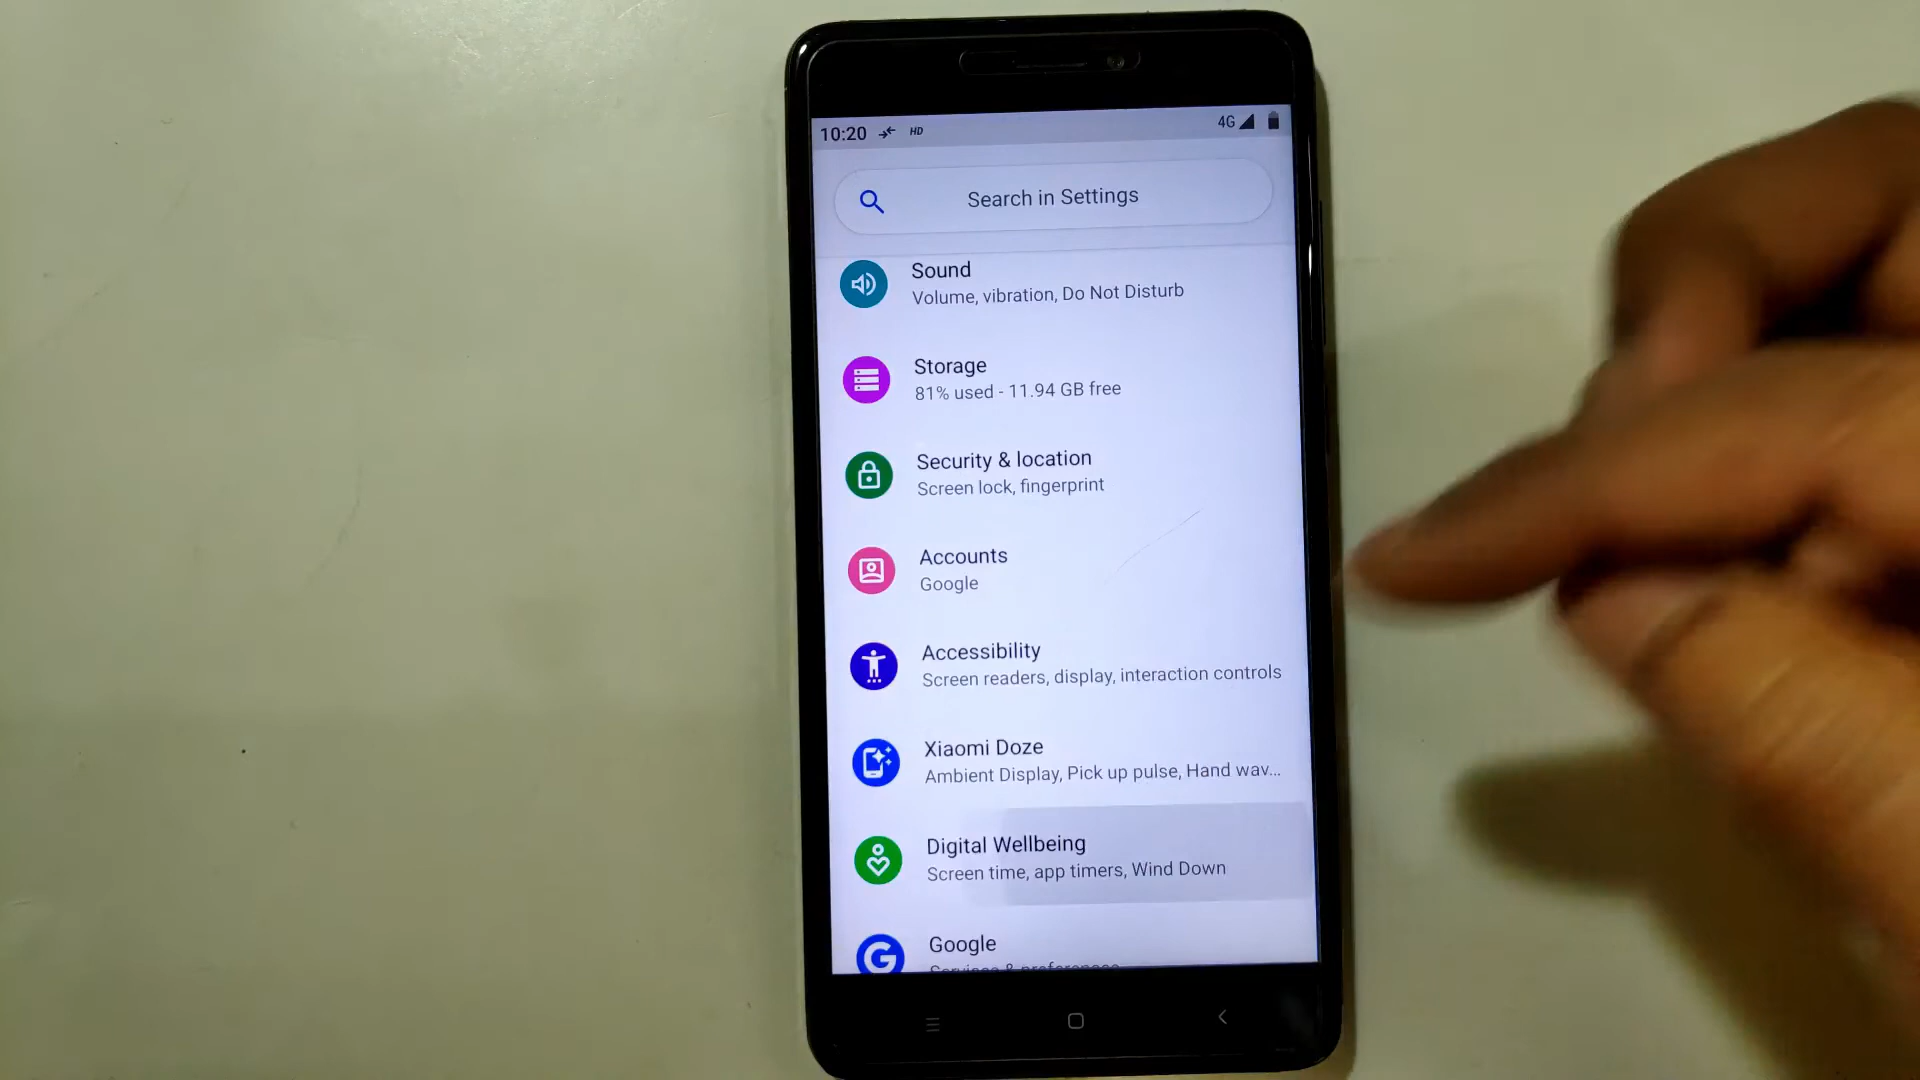 10:20 HD 4G
Search in Settings
Sound
Volume, vibration, Do Not Disturb
Storage
81% used - 11.94 GB free
Security & location
Screen lock, fingerprint
Accounts
Google
Accessibility
Screen readers, display, interaction controls
Xiaomi Doze
Ambient Display, Pick up pulse, Hand wav...
Digital Wellbeing
Screen time, app timers, Wind Down
Google
Services & preferences